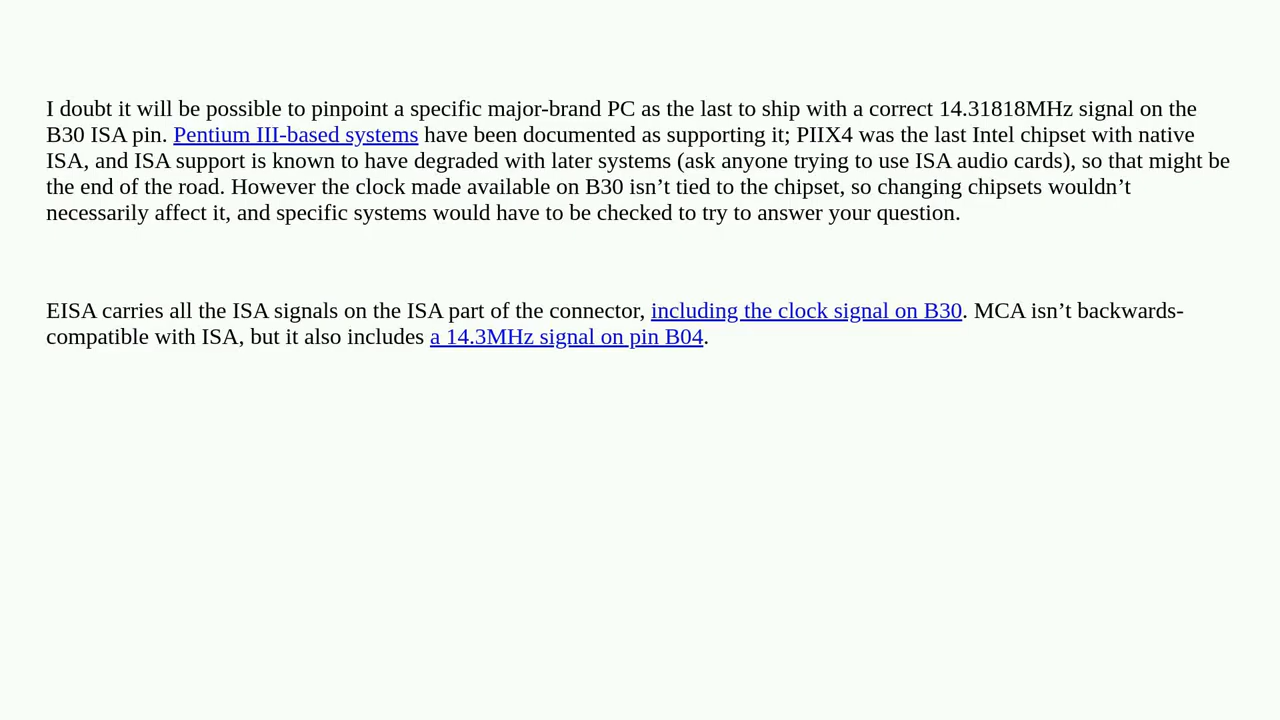 I doubt it will be possible to pinpoint a specific major-brand PC as the last to ship with a correct 14.31818MHz signal on the
B30 ISA pin. Pentium III-based systems have been documented as supporting it; PIIX4 was the last Intel chipset with native
ISA, and ISA support is known to have degraded with later systems (ask anyone trying to use ISA audio cards), so that might be
the end of the road. However the clock made available on B30 isn’t tied to the chipset, so changing chipsets wouldn’t
necessarily affect it, and specific systems would have to be checked to try to answer your question.
EISA carries all the ISA signals on the ISA part of the connector, including the clock signal on B30. MCA isn’t backwards-
compatible with ISA, but it also includes a 14.3MHz signal on pin B04.